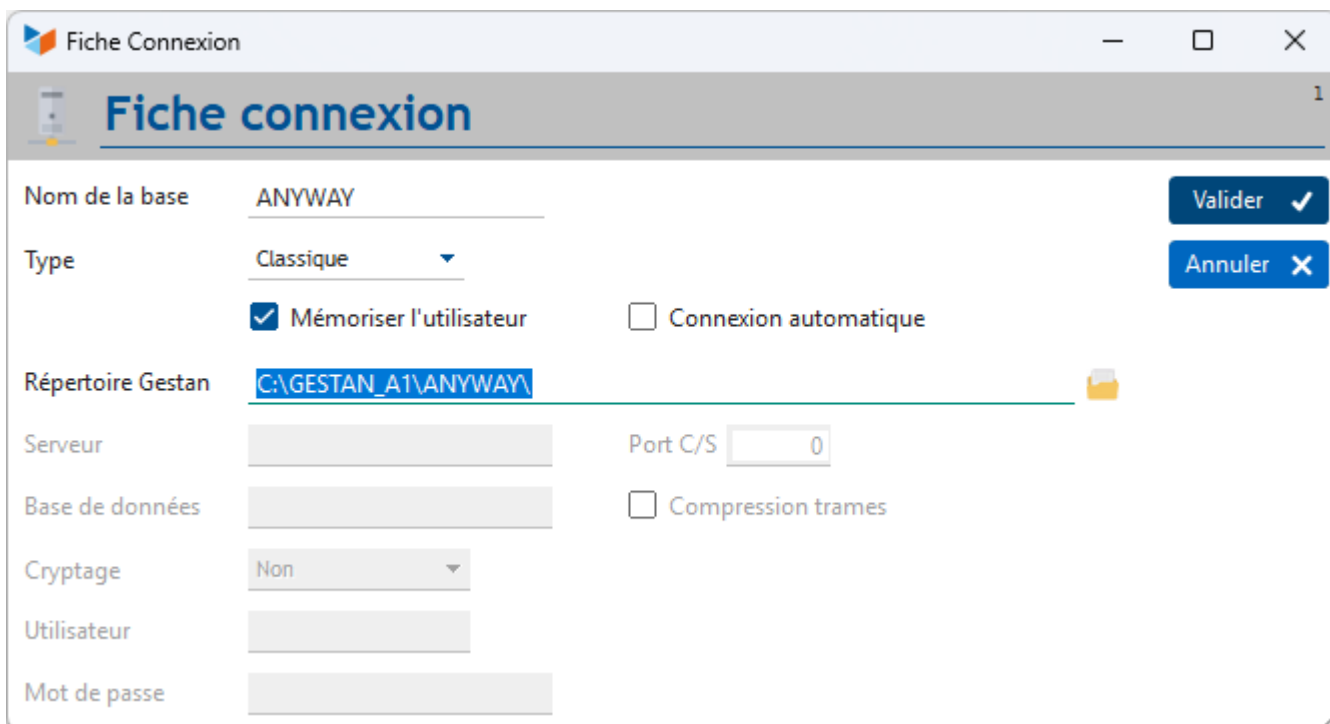 Fiche Connexion
Fiche connexion
1
Nom de la base ANYWAY Valider
Type Classique Annuler
Mémoriser l'utilisateur Connexion automatique
Répertoire Gestan C:\GESTAN_A1\ANYWAY\
Serveur Port C/S 0
Base de données Compression trames
Cryptage Non
Utilisateur
Mot de passe